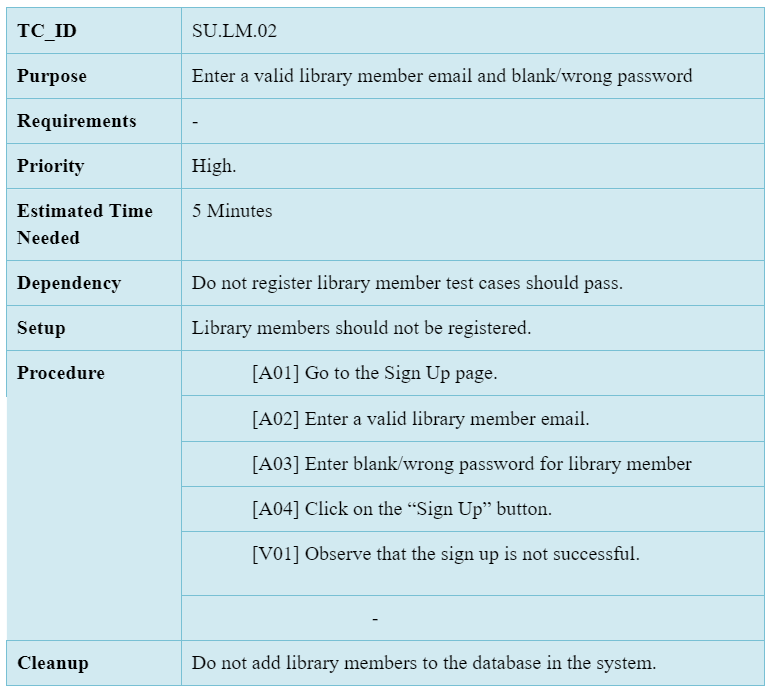 TC_ID SU.LM.02
Purpose Enter a valid library member email and blank/wrong password
Requirements -
Priority High.
Estimated Time Needed 5 Minutes
Dependency Do not register library member test cases should pass.
Setup Library members should not be registered.
Procedure [A01] Go to the Sign Up page.
[A02] Enter a valid library member email.
[A03] Enter blank/wrong password for library member
[A04] Click on the “Sign Up” button.
[V01] Observe that the sign up is not successful.
-
Cleanup Do not add library members to the database in the system.